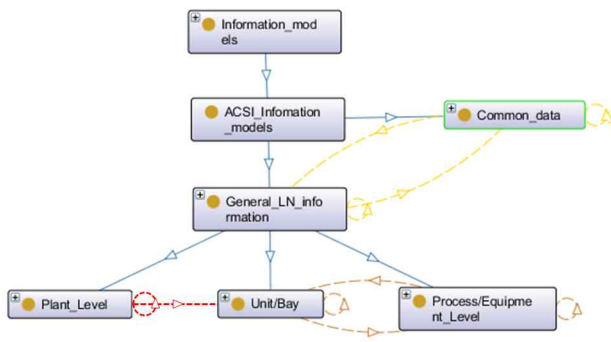 Information_mod
els
ACSI_Infomation
_models
Common_data
General_LN_info
rmation
Plant_Level
Unit/Bay
Process/Equipme
nt_Level